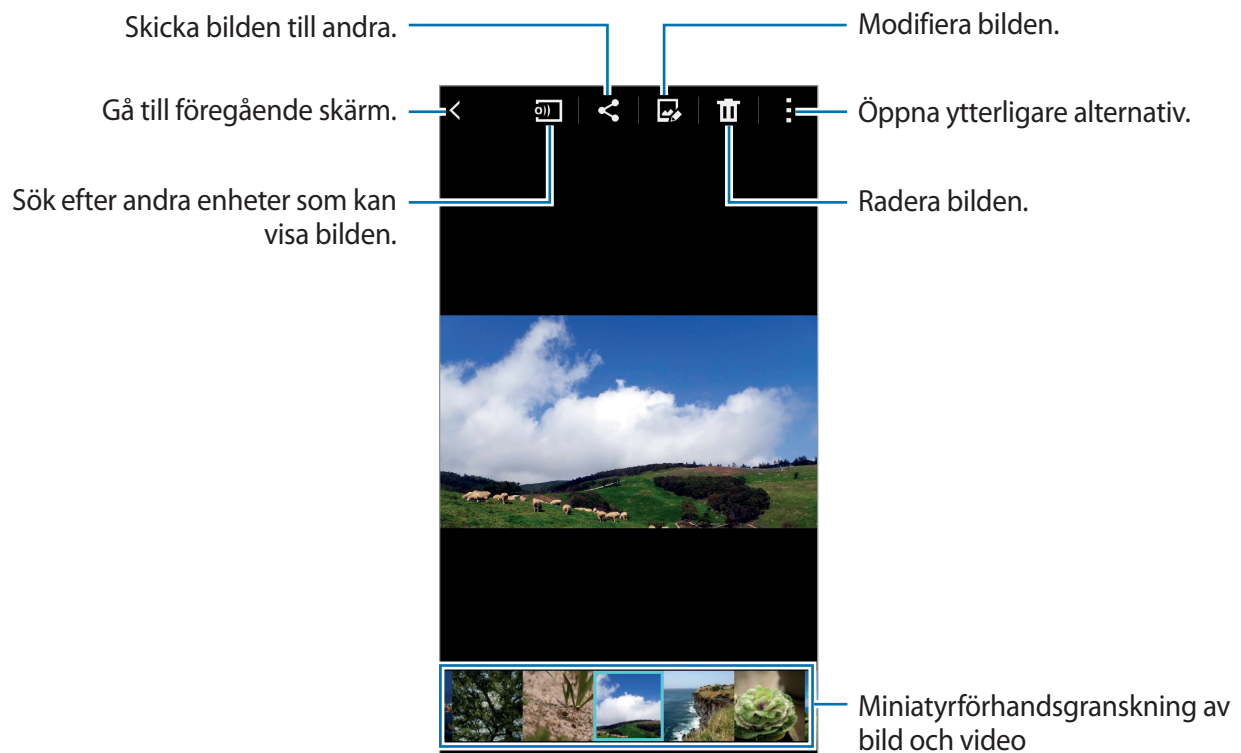 Skicka bilden till andra.
Modifiera bilden.
Gå till föregående skärm.
Öppna ytterligare alternativ.
Sök efter andra enheter som kan
visa bilden.
Radera bilden.
Miniatyrförhandsgranskning av
bild och video